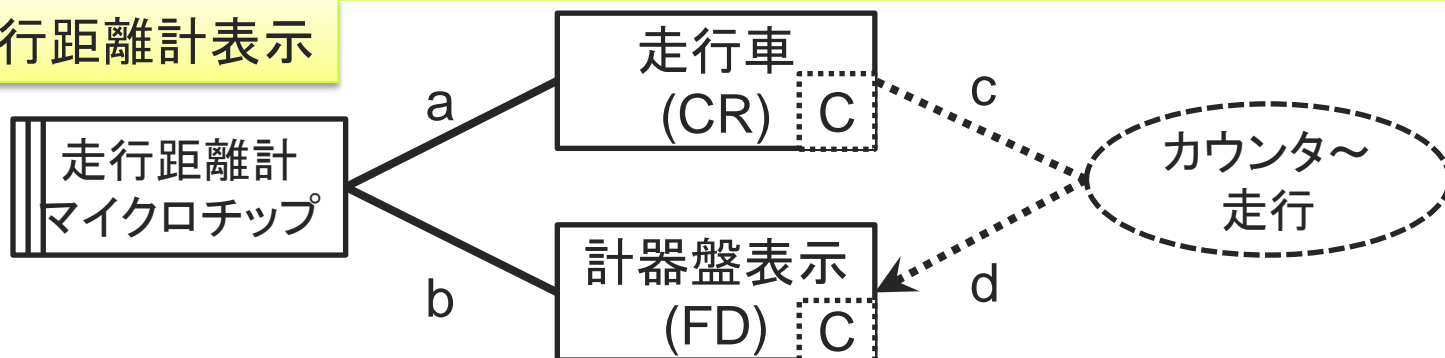 行距離計表示
走行車
(CR)
C
a
c
走行距離計
マイクロチップ
カウンタ～
走行
計器盤表示
(FD)
C
b
d